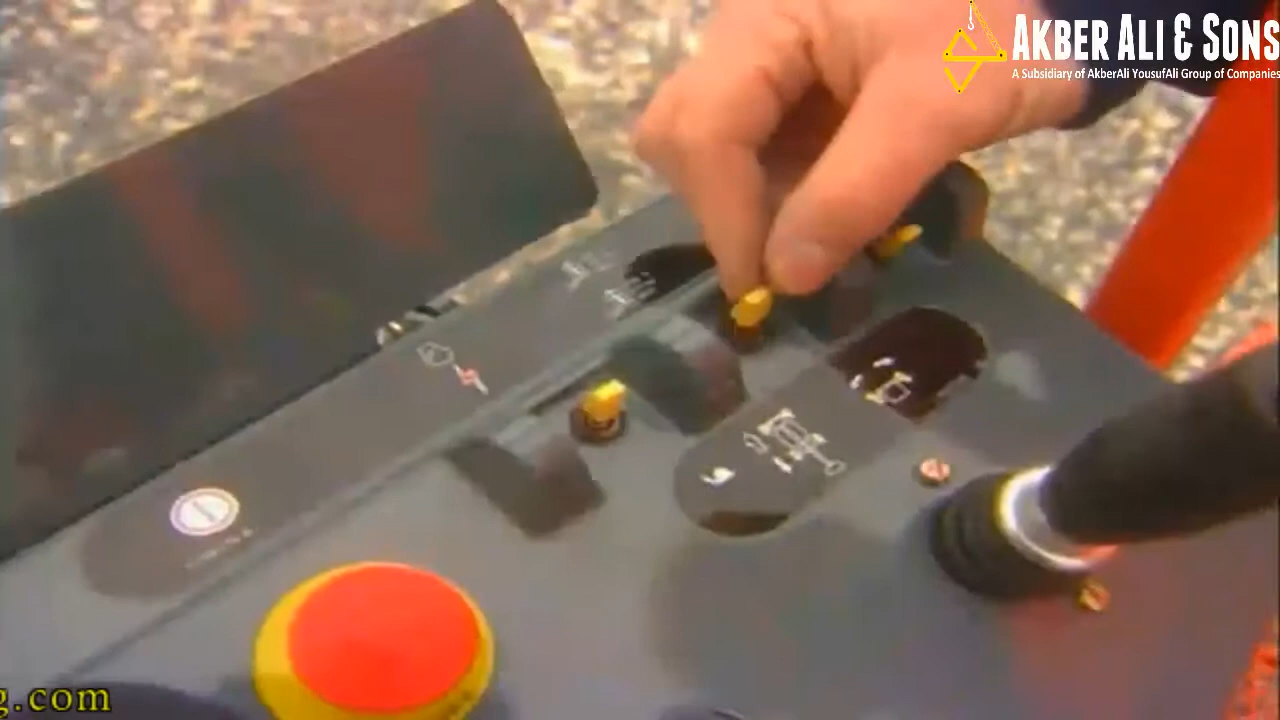 AKBER ALI & SONS
A Subsidiary of AkberAli YousufAli Group of Companies
g.com